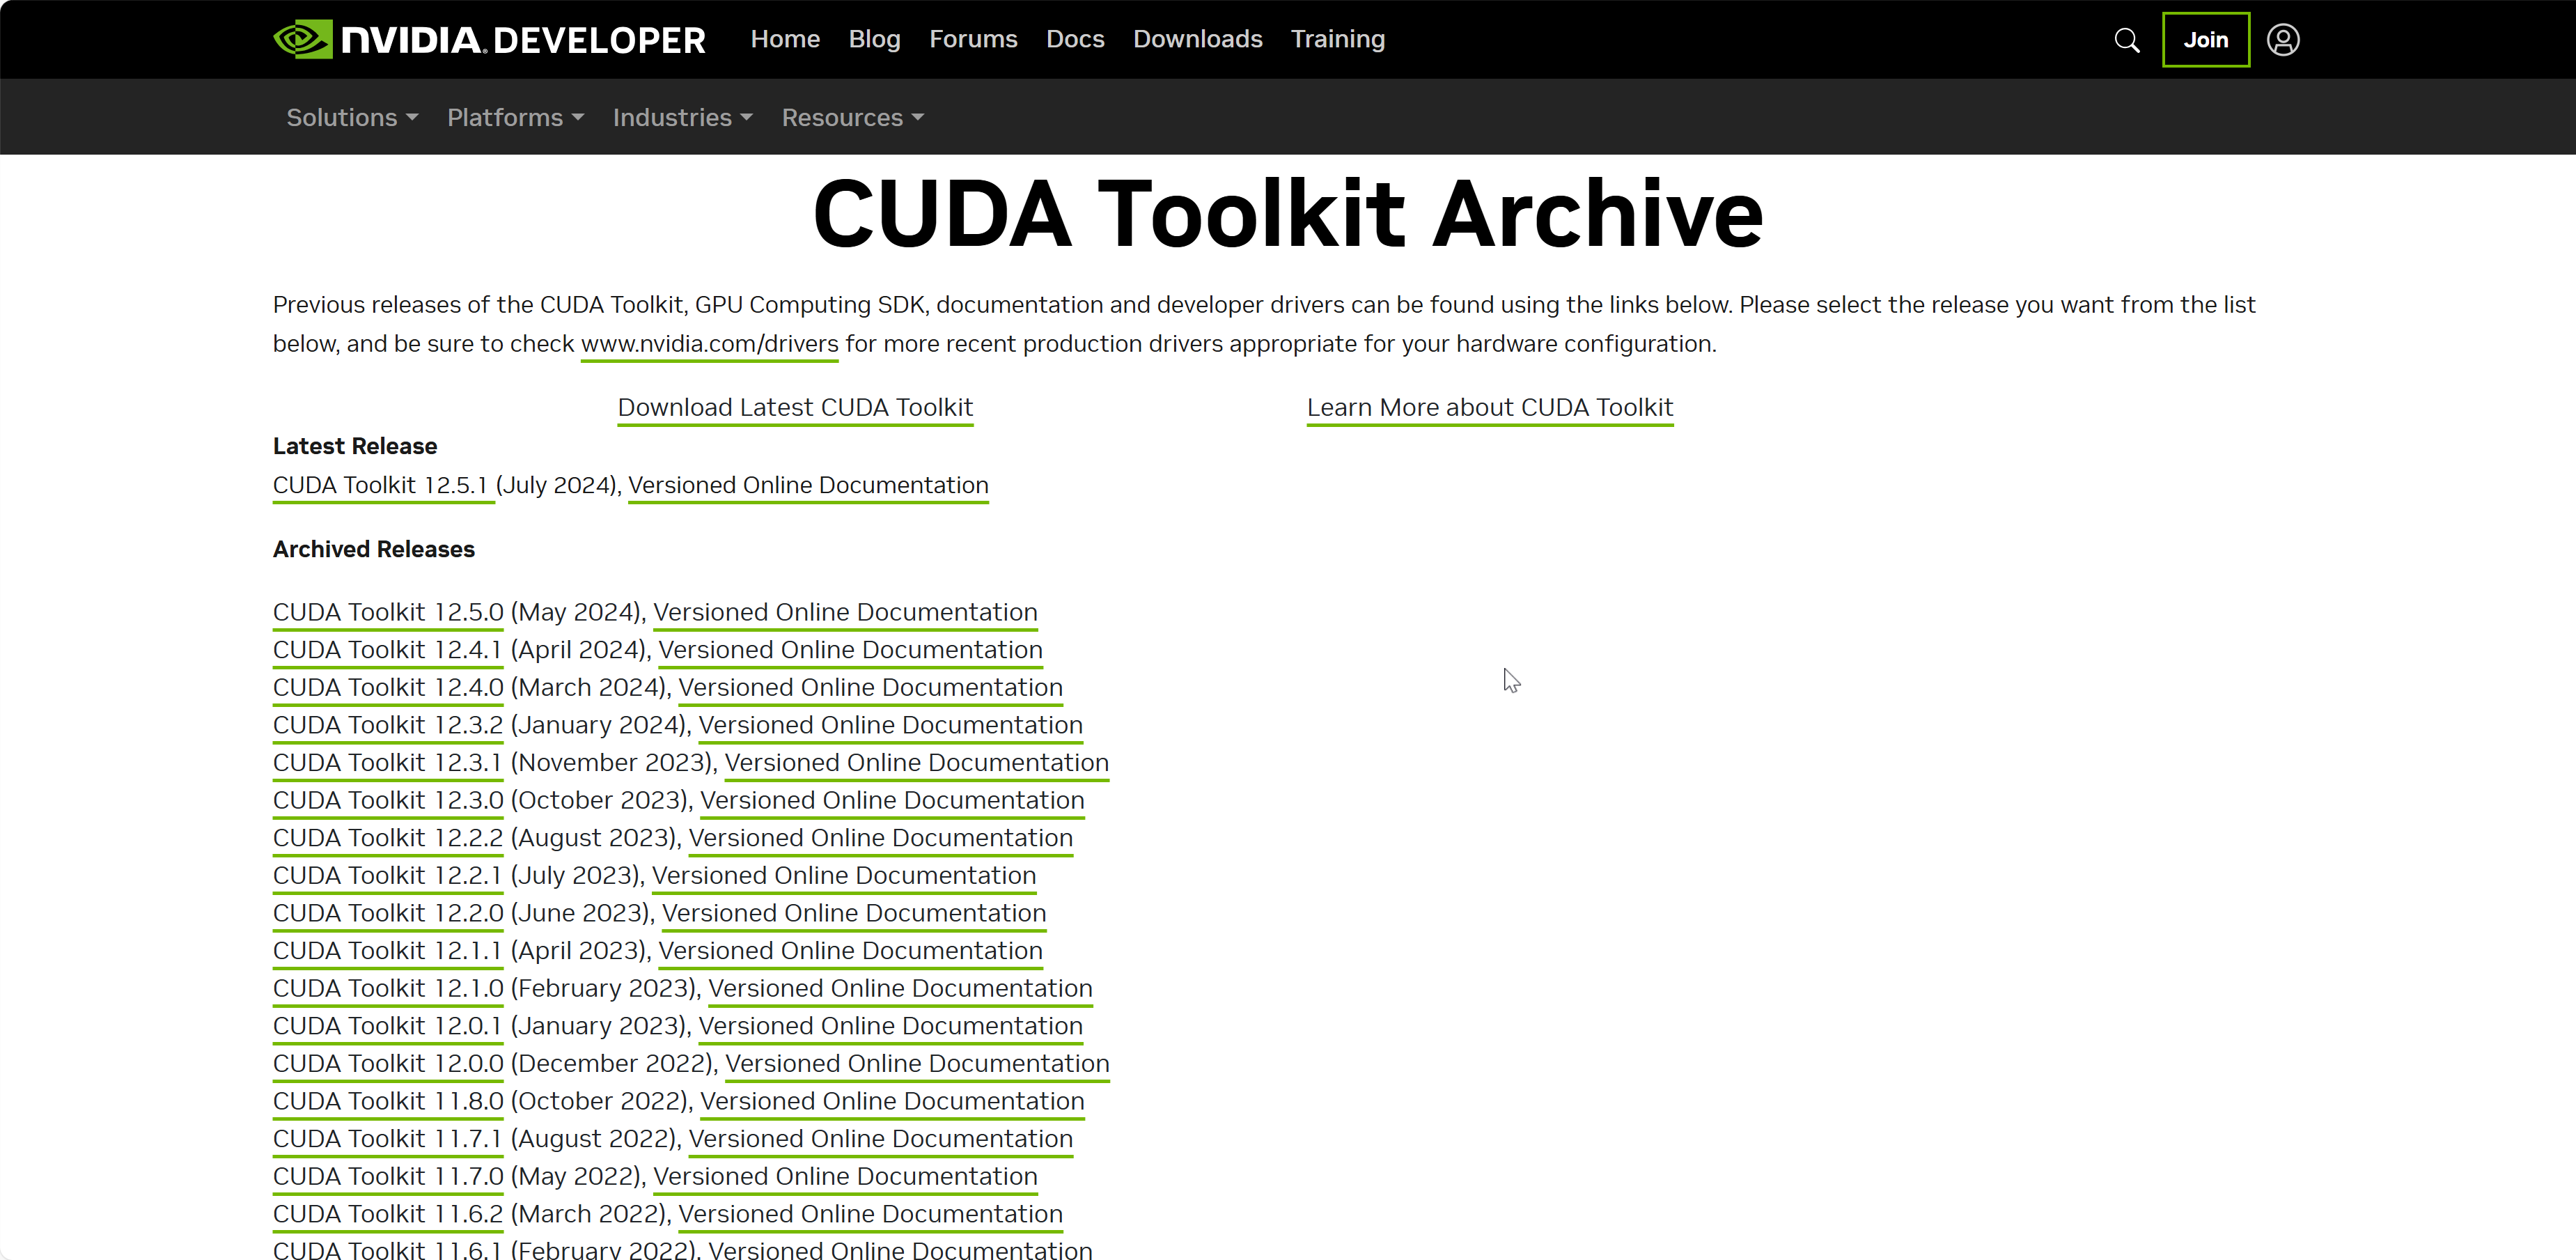 NVIDIA. DEVELOPER Home Blog Forums Docs Downloads Training Join
Solutions Platforms Industries Resources
CUDA Toolkit Archive
Previous releases of the CUDA Toolkit, GPU Computing SDK, documentation and developer drivers can be found using the links below. Please select the release you want from the list
below, and be sure to check www.nvidia.com/drivers for more recent production drivers appropriate for your hardware configuration.
Download Latest CUDA Toolkit Learn More about CUDA Toolkit
Latest Release
CUDA Toolkit 12.5.1 (July 2024), Versioned Online Documentation
Archived Releases
CUDA Toolkit 12.5.0 (May 2024), Versioned Online Documentation
CUDA Toolkit 12.4.1 (April 2024), Versioned Online Documentation
CUDA Toolkit 12.4.0 (March 2024), Versioned Online Documentation
CUDA Toolkit 12.3.2 (January 2024), Versioned Online Documentation
CUDA Toolkit 12.3.1 (November 2023), Versioned Online Documentation
CUDA Toolkit 12.3.0 (October 2023), Versioned Online Documentation
CUDA Toolkit 12.2.2 (August 2023), Versioned Online Documentation
CUDA Toolkit 12.2.1 (July 2023), Versioned Online Documentation
CUDA Toolkit 12.2.0 (June 2023), Versioned Online Documentation
CUDA Toolkit 12.1.1 (April 2023), Versioned Online Documentation
CUDA Toolkit 12.1.0 (February 2023), Versioned Online Documentation
CUDA Toolkit 12.0.1 (January 2023), Versioned Online Documentation
CUDA Toolkit 12.0.0 (December 2022), Versioned Online Documentation
CUDA Toolkit 11.8.0 (October 2022), Versioned Online Documentation
CUDA Toolkit 11.7.1 (August 2022), Versioned Online Documentation
CUDA Toolkit 11.7.0 (May 2022), Versioned Online Documentation
CUDA Toolkit 11.6.2 (March 2022), Versioned Online Documentation
CUDA Toolkit 11.6.1 (February 2022), Versioned Online Documentation